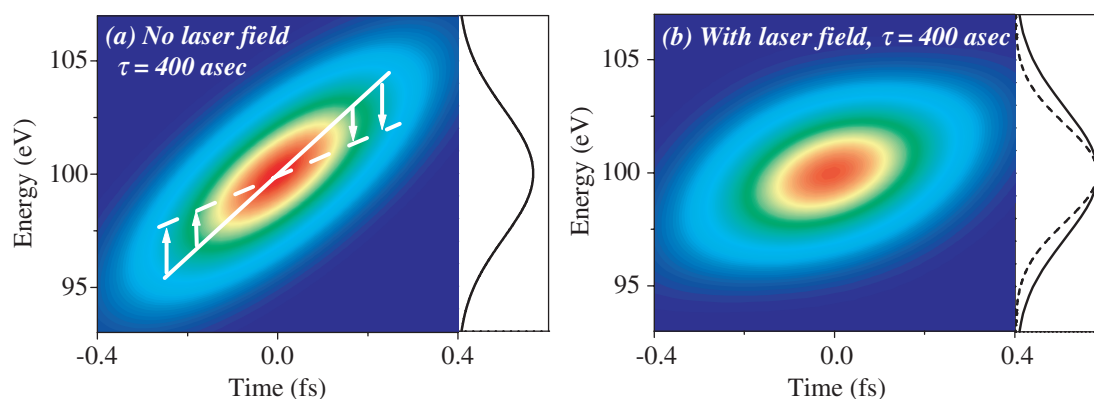 (a) No laser field
τ = 400 asec
105
100
95
Energy (eV)
-0.4
0.0
0.4
Time (fs)
(b) With laser field, τ = 400 asec
105
100
95
Energy (eV)
-0.4
0.0
0.4
Time (fs)